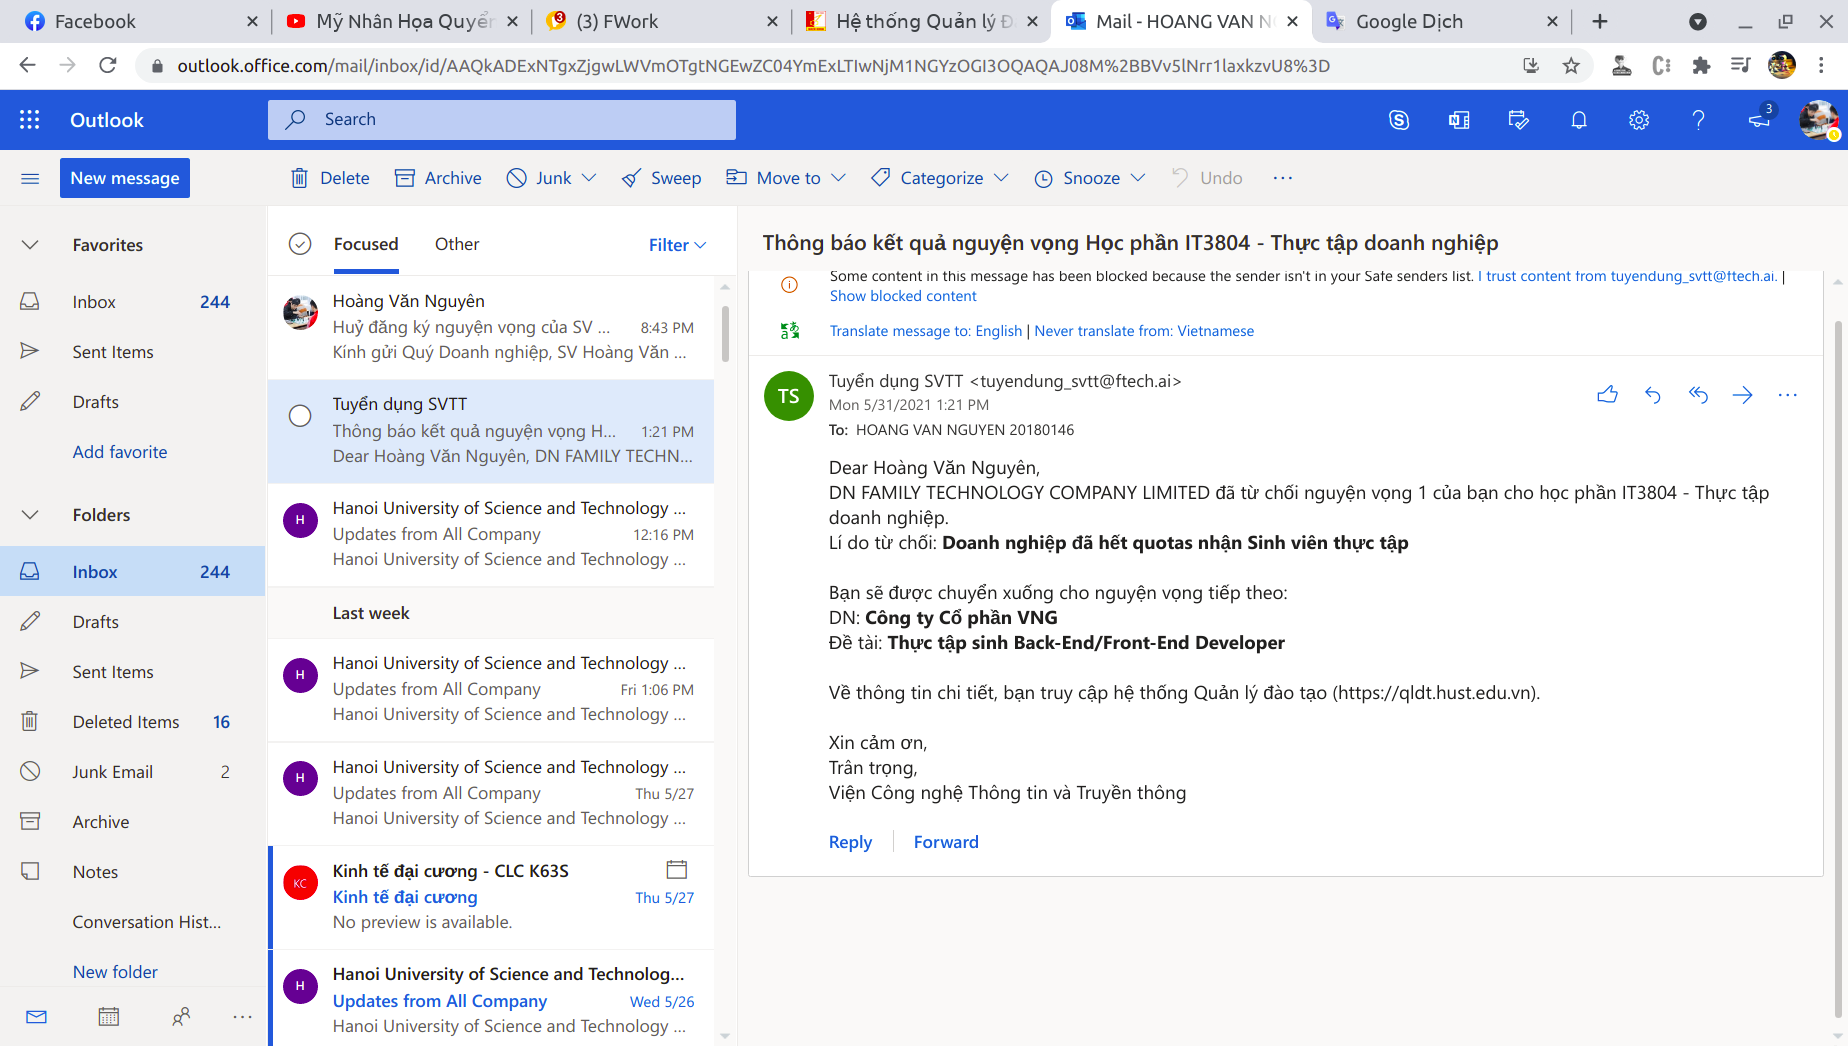 Facebook
Mỹ Nhân Họa Quyển
(3) FWork
Hệ thống Quản lý Đ
Mail - HOANG VAN N
Google Dịch
outlook.office.com/mail/inbox/id/AAQkADExNTgxZjgwLWVmOTgtNGEwZC04YmExLTIwNjM1NGYzOGI3OQAQAJ08M%2BBVv5lNrr1laxkzvU8%3D
Outlook
Search
3
New message
Delete
Archive
Junk
Sweep
Move to
Categorize
Snooze
Undo
Favorites
Inbox 244
Sent Items
Drafts
Add favorite
Folders
Inbox 244
Drafts
Sent Items
Deleted Items 16
Junk Email 2
Archive
Notes
Conversation Hist...
New folder
Focused
Other
Filter
Hoàng Văn Nguyên
Huỷ đăng ký nguyện vọng của SV ... 8:43 PM
Kính gửi Quý Doanh nghiệp, SV Hoàng Văn ...
Tuyển dụng SVTT
Thông báo kết quả nguyện vọng H... 1:21 PM
Dear Hoàng Văn Nguyên, DN FAMILY TECHN...
H
Hanoi University of Science and Technology ...
Updates from All Company 12:16 PM
Hanoi University of Science and Technology ...
Last week
H
Hanoi University of Science and Technology ...
Updates from All Company Fri 1:06 PM
Hanoi University of Science and Technology ...
H
Hanoi University of Science and Technology ...
Updates from All Company Thu 5/27
Hanoi University of Science and Technology ...
KC
Kinh tế đại cương - CLC K63S
Kinh tế đại cương Thu 5/27
No preview is available.
H
Hanoi University of Science and Technolog...
Updates from All Company Wed 5/26
Hanoi University of Science and Technology ...
Thông báo kết quả nguyện vọng Học phần IT3804 - Thực tập doanh nghiệp
Some content in this message has been blocked because the sender isn't in your Safe senders list. I trust content from tuyendung_svtt@ftech.ai. |
Show blocked content
Translate message to: English | Never translate from: Vietnamese
TS
Tuyển dụng SVTT <tuyendung_svtt@ftech.ai>
Mon 5/31/2021 1:21 PM
To: HOANG VAN NGUYEN 20180146
Dear Hoàng Văn Nguyên,
DN FAMILY TECHNOLOGY COMPANY LIMITED đã từ chối nguyện vọng 1 của bạn cho học phần IT3804 - Thực tập
doanh nghiệp.
Lí do từ chối: Doanh nghiệp đã hết quotas nhận Sinh viên thực tập
Bạn sẽ được chuyển xuống cho nguyện vọng tiếp theo:
DN: Công ty Cổ phần VNG
Đề tài: Thực tập sinh Back-End/Front-End Developer
Về thông tin chi tiết, bạn truy cập hệ thống Quản lý đào tạo (https://qldt.hust.edu.vn).
Xin cảm ơn,
Trân trọng,
Viện Công nghệ Thông tin và Truyền thông
Reply
Forward